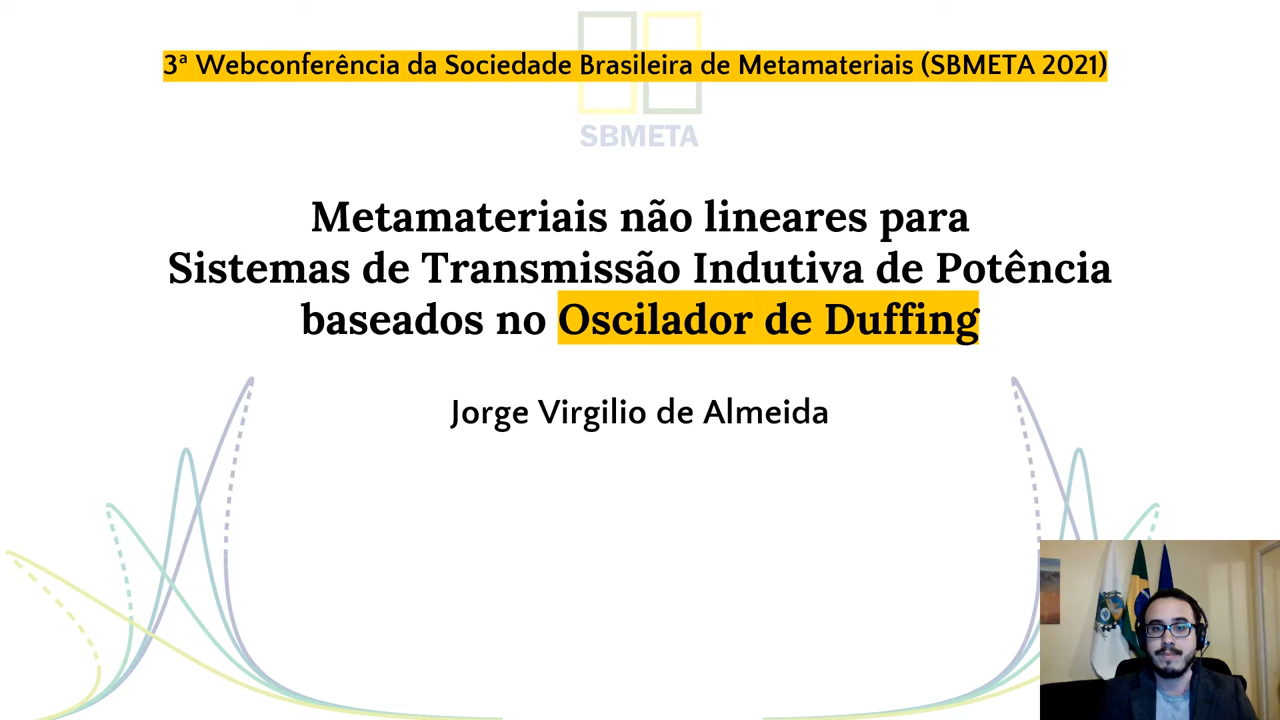 3ª Webconferência da Sociedade Brasileira de Metamateriais (SBMETA 2021)
SBMETA
Metamateriais não lineares para
Sistemas de Transmissão Indutiva de Potência
baseados no Oscilador de Duffing
Jorge Virgilio de Almeida